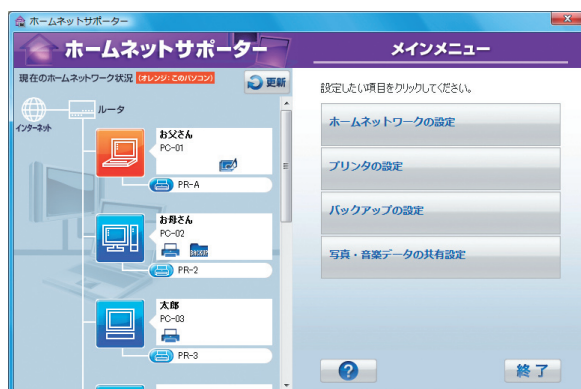 ホームネットサポーター
ホームネットサポーター
現在のホームネットワーク状況 (オレンジ:このパソコン)
更新
インターネット
ルータ
お父さん
PC-01
PR-A
お母さん
PC-02
BACKUP
PR-2
太郎
PC-03
PR-3
メインメニュー
設定したい項目をクリックしてください。
ホームネットワークの設定
プリンタの設定
バックアップの設定
写真・音楽データの共有設定
?
終了